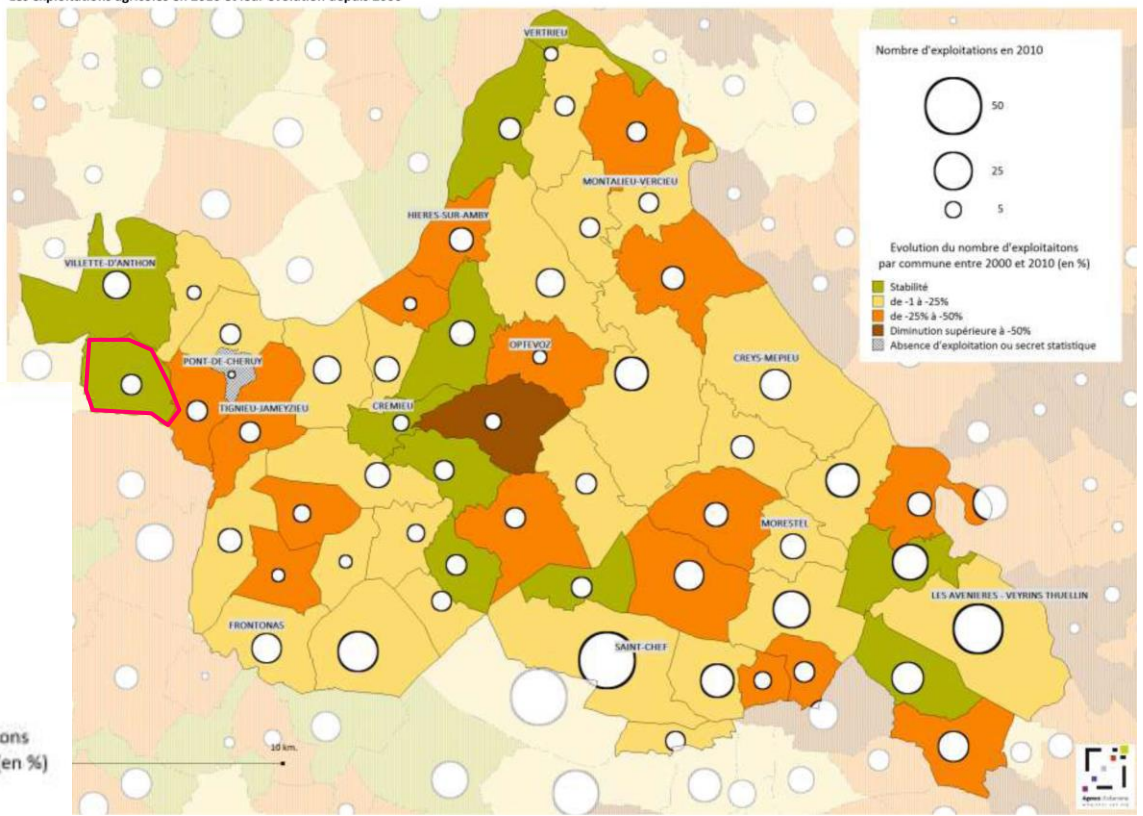 VERTRIEU
Nombre d'exploitations en 2010
50
25
5
MONTALIEU-VERCIEU
HIERES-SUR-AMBY
Evolution du nombre d'exploitaitons
par commune entre 2000 et 2010 (en %)
Stabilité
de -1 à -25%
de -25% à -50%
Diminution supérieure à -50%
Absence d'exploitation ou secret statistique
VILLETTE-D'ANTHON
OPTEVOZ
PONT-DE-CHERUY
CREYS-MEPIEU
TIGNIEU-JAMEYZIEU
CREMIEU
MORESTEL
LES AVENIERES - VEYRINS THUELLIN
FRONTONAS
SAINT-CHEF
ons
(en %)
10 km.